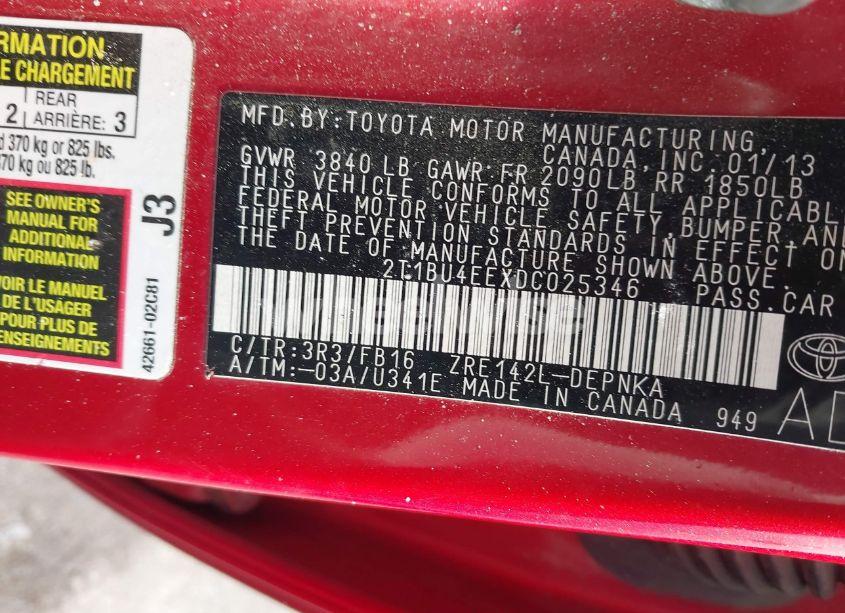 RMATION
E CHARGEMENT
2 REAR ARRIÈRE: 3
d 370 kg or 825 lbs.
370 kg ou 825 lb.
SEE OWNER'S
MANUAL FOR
ADDITIONAL
INFORMATION
VOIR LE MANUEL
DE L'USAGER
POUR PLUS DE
RENSEIGNEMENTS
J3
42661-02C81
MFD.BY:TOYOTA MOTOR MANUFACTURING,
CANADA, INC. 01/13
GVWR 3840 LB GAWR FR 2090LB RR 1850LB
THIS VEHICLE CONFORMS TO ALL APPLICABLE
FEDERAL MOTOR VEHICLE SAFETY, BUMPER, AND
THEFT PREVENTION STANDARDS IN EFFECT ON
THE DATE OF MANUFACTURE SHOWN ABOVE.
2T1BU4EEXDC025346 PASS.CAR
C/TR:3R3/FB16 ZRE142L-DEPNKA
A/TM:-03A/U341E MADE IN CANADA 949